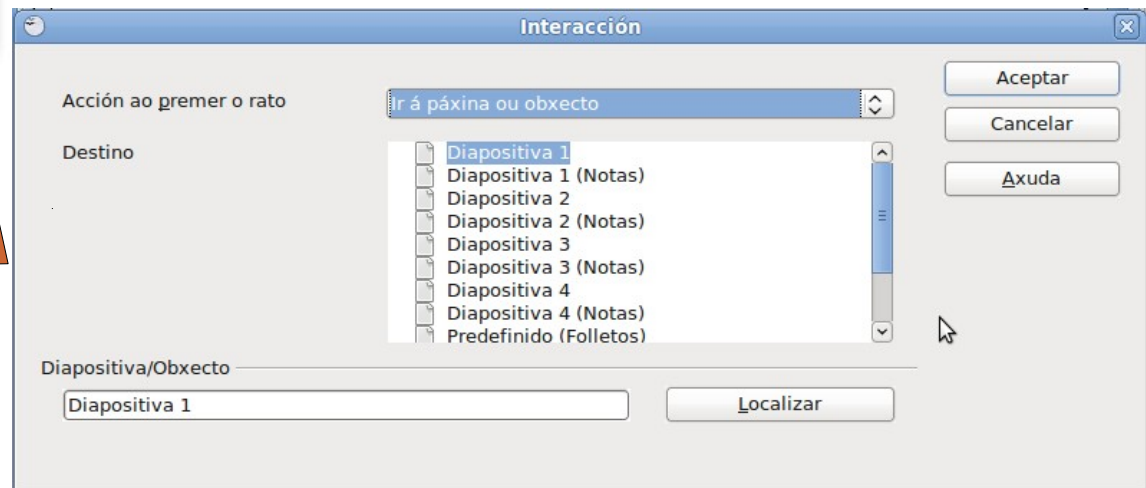 Interacción
Acción ao premer o rato
Ir á páxina ou obxecto
Aceptar
Cancelar
Axuda
Destino
Diapositiva 1
Diapositiva 1 (Notas)
Diapositiva 2
Diapositiva 2 (Notas)
Diapositiva 3
Diapositiva 3 (Notas)
Diapositiva 4
Diapositiva 4 (Notas)
Predefinido (Folletos)
Diapositiva/Obxecto
Diapositiva 1
Localizar